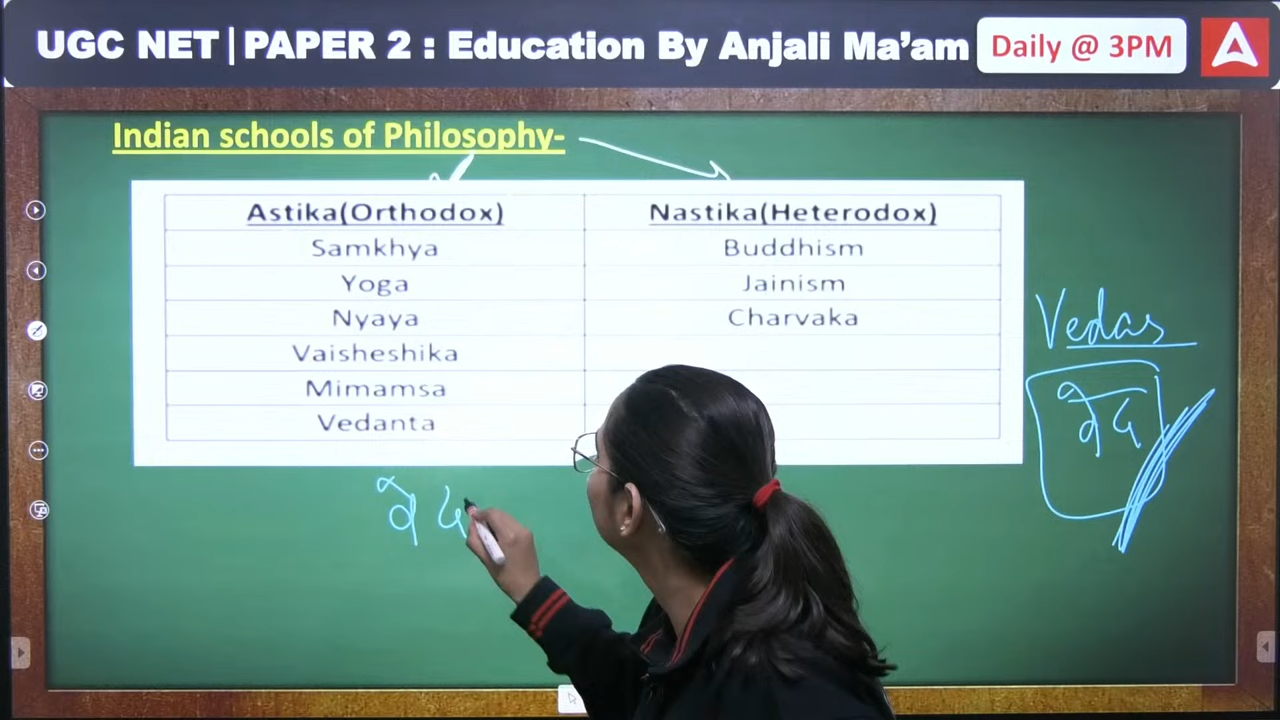 UGC NET | PAPER 2 : Education By Anjali Ma'am
Daily @ 3PM
Indian schools of Philosophy-
Astika(Orthodox) Nastika(Heterodox)
Samkhya Buddhism
Yoga Jainism
Nyaya Charvaka
Vaisheshika
Mimamsa
Vedanta
Vedas
वेद
वेद